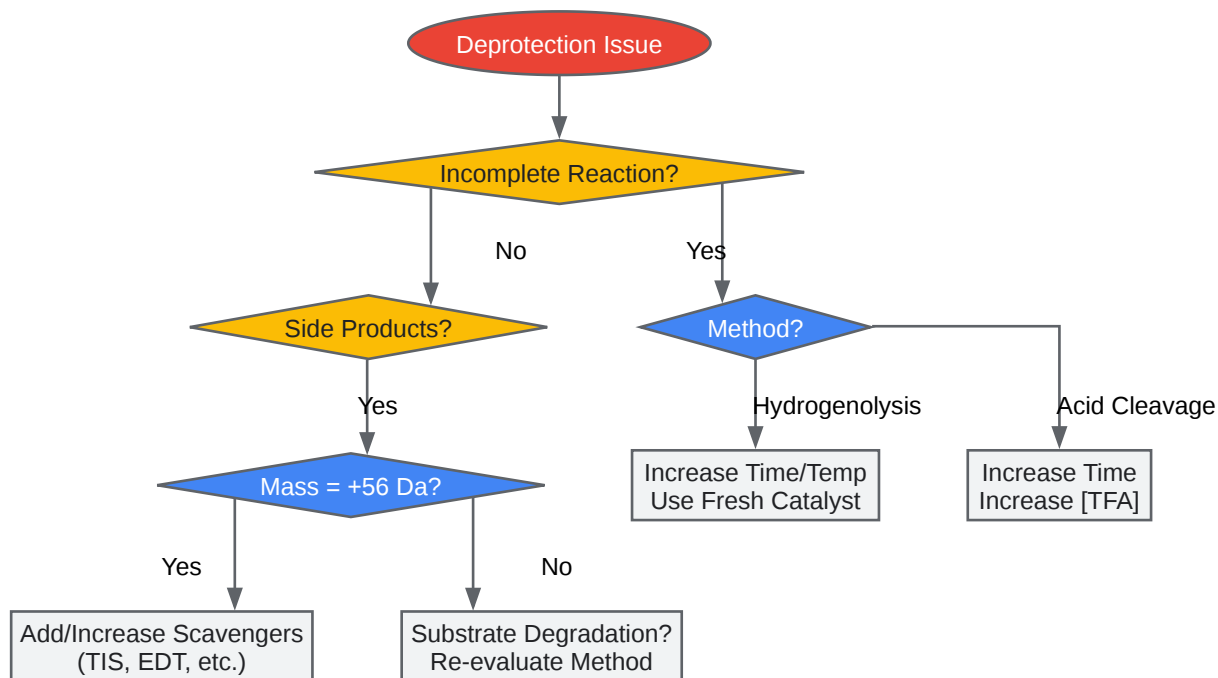 Deprotection Issue
Incomplete Reaction?
No
Yes
Side Products?
Method?
Yes
Hydrogenolysis
Acid Cleavage
Mass = +56 Da?
Increase Time/Temp
Use Fresh Catalyst
Increase Time
Increase [TFA]
Yes
No
Add/Increase Scavengers
(TIS, EDT, etc.)
Substrate Degradation?
Re-evaluate Method